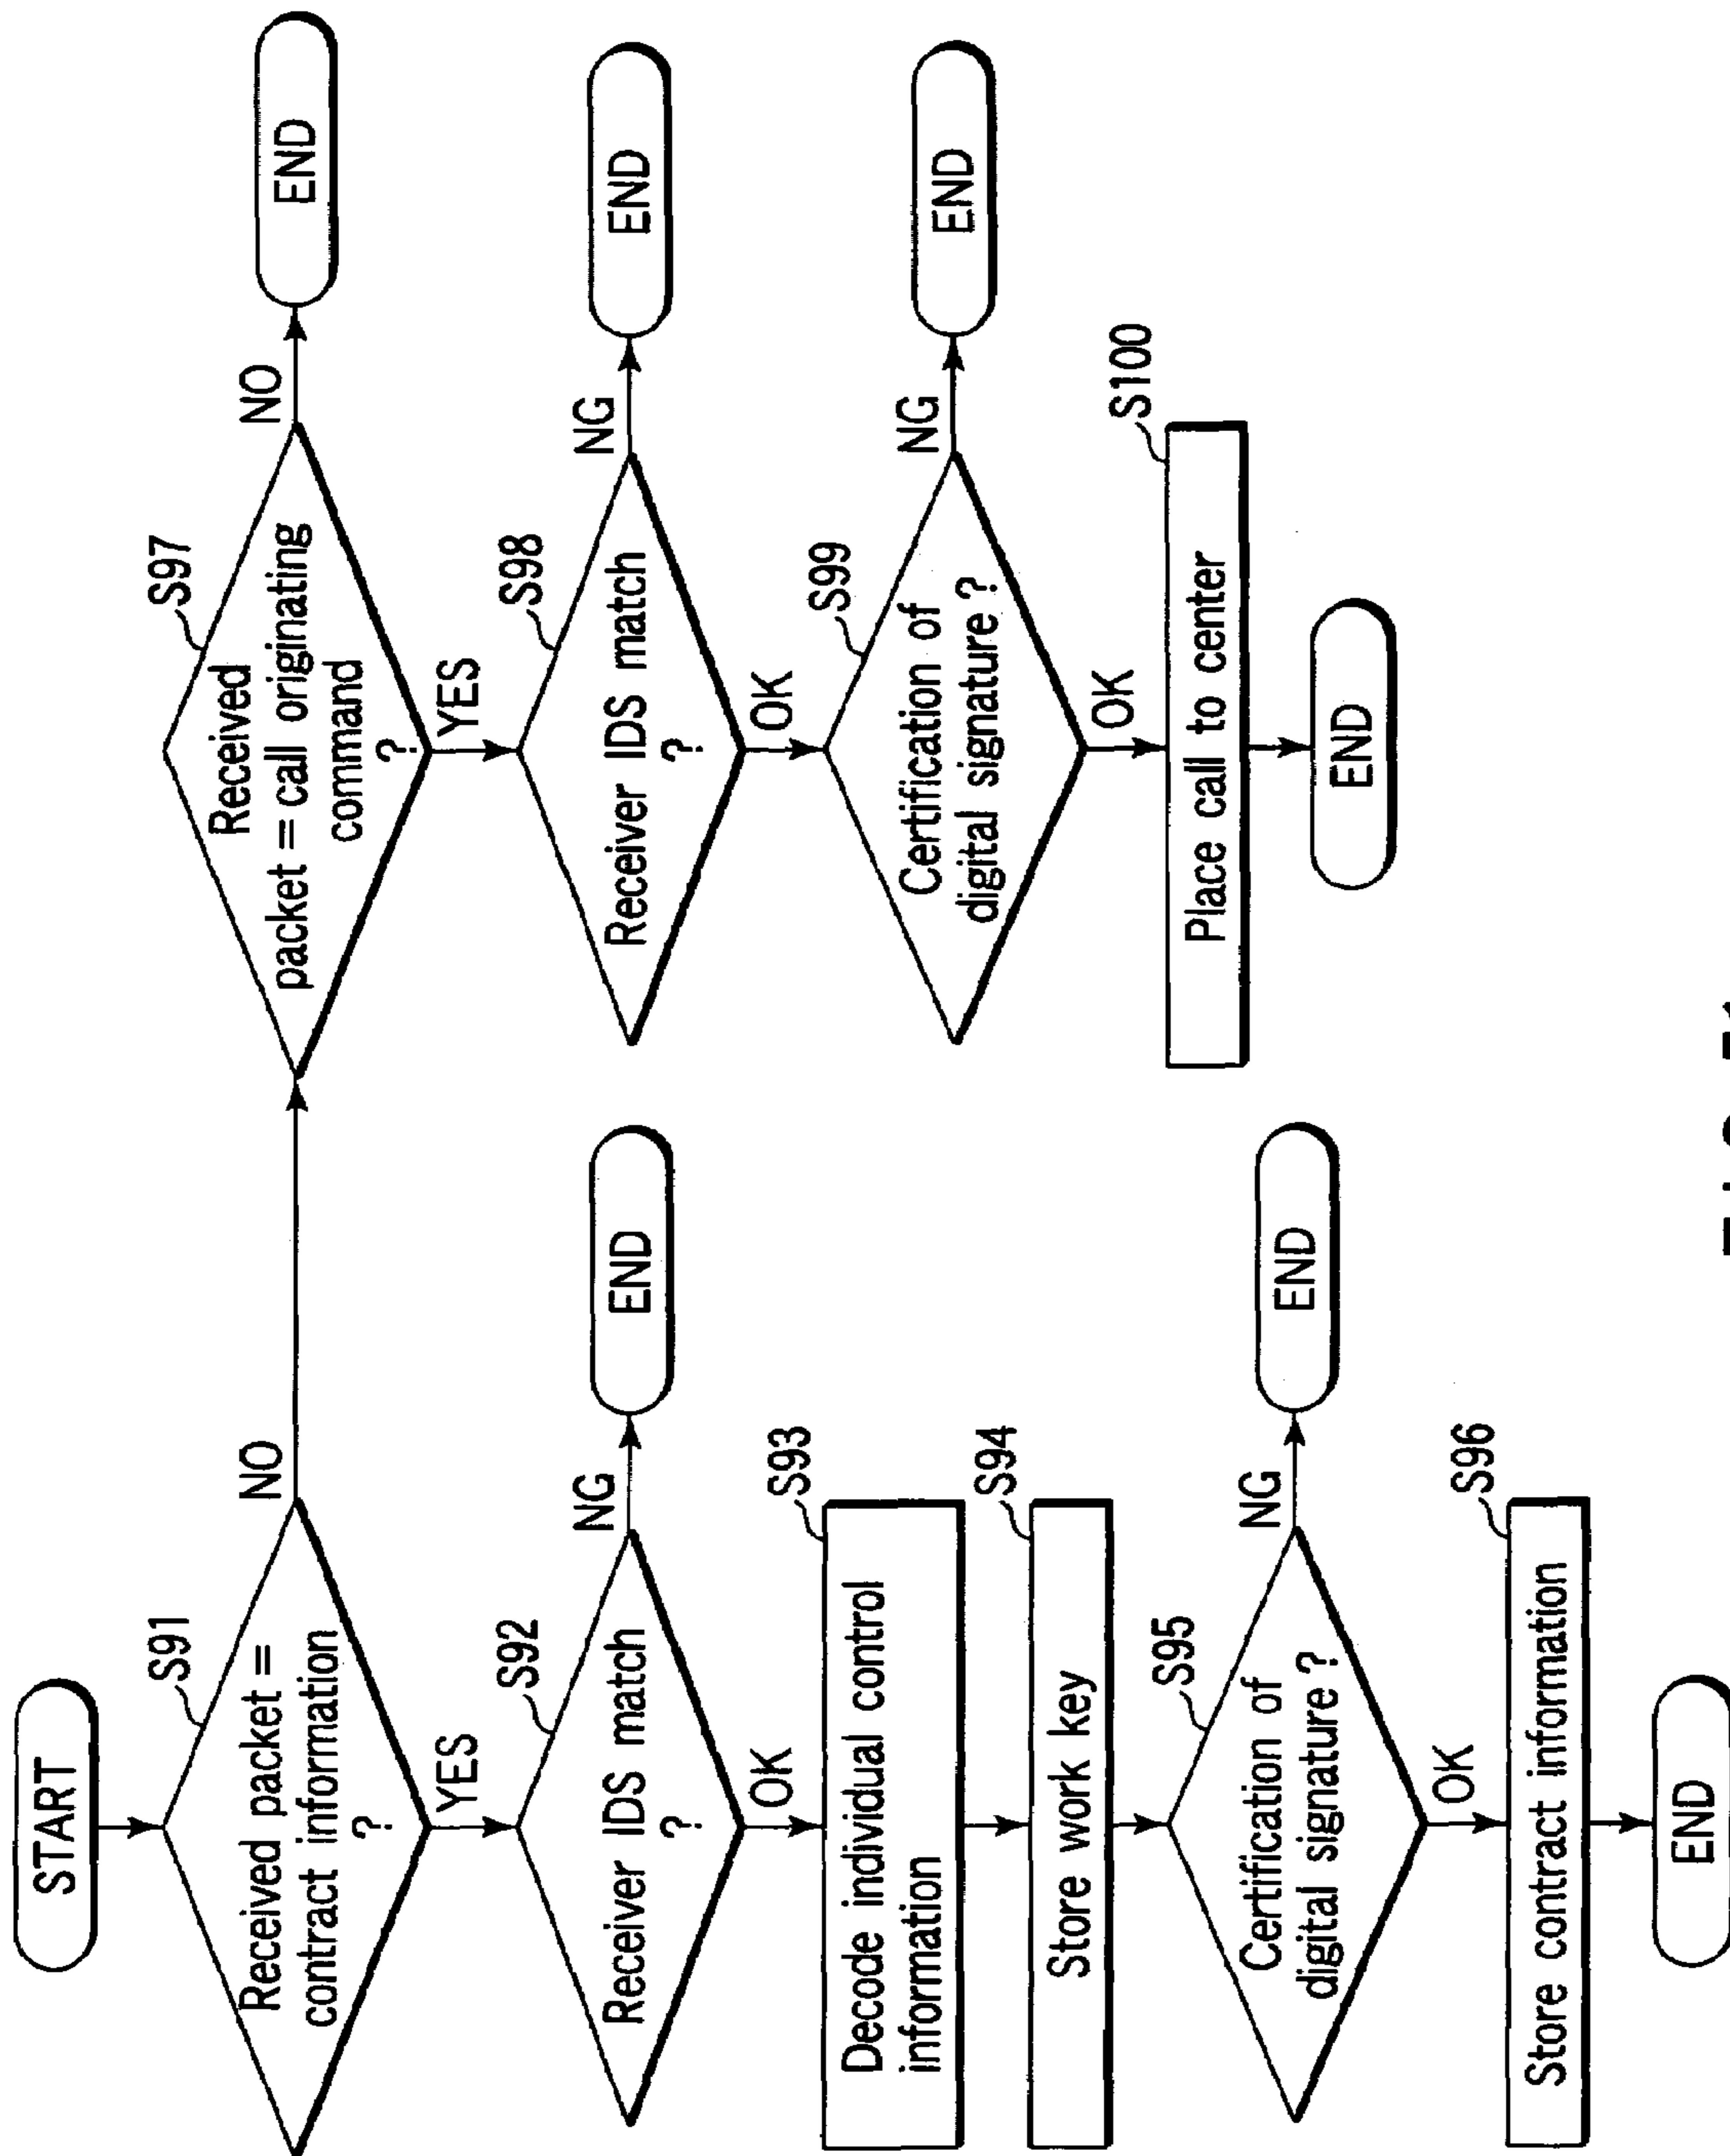 START
S91
Received packet =
contract information
?
NO
YES
S92
Receiver IDS match
?
NG
END
OK
S93
Decode individual control
information
S94
Store work key
S95
Certification of
digital signature ?
NG
END
OK
S96
Store contract information
END
S97
Received
packet = call originating
command
?
NO
END
YES
S98
Receiver IDS match
?
NG
END
OK
S99
Certification of
digital signature ?
NG
END
OK
S100
Place call to center
END